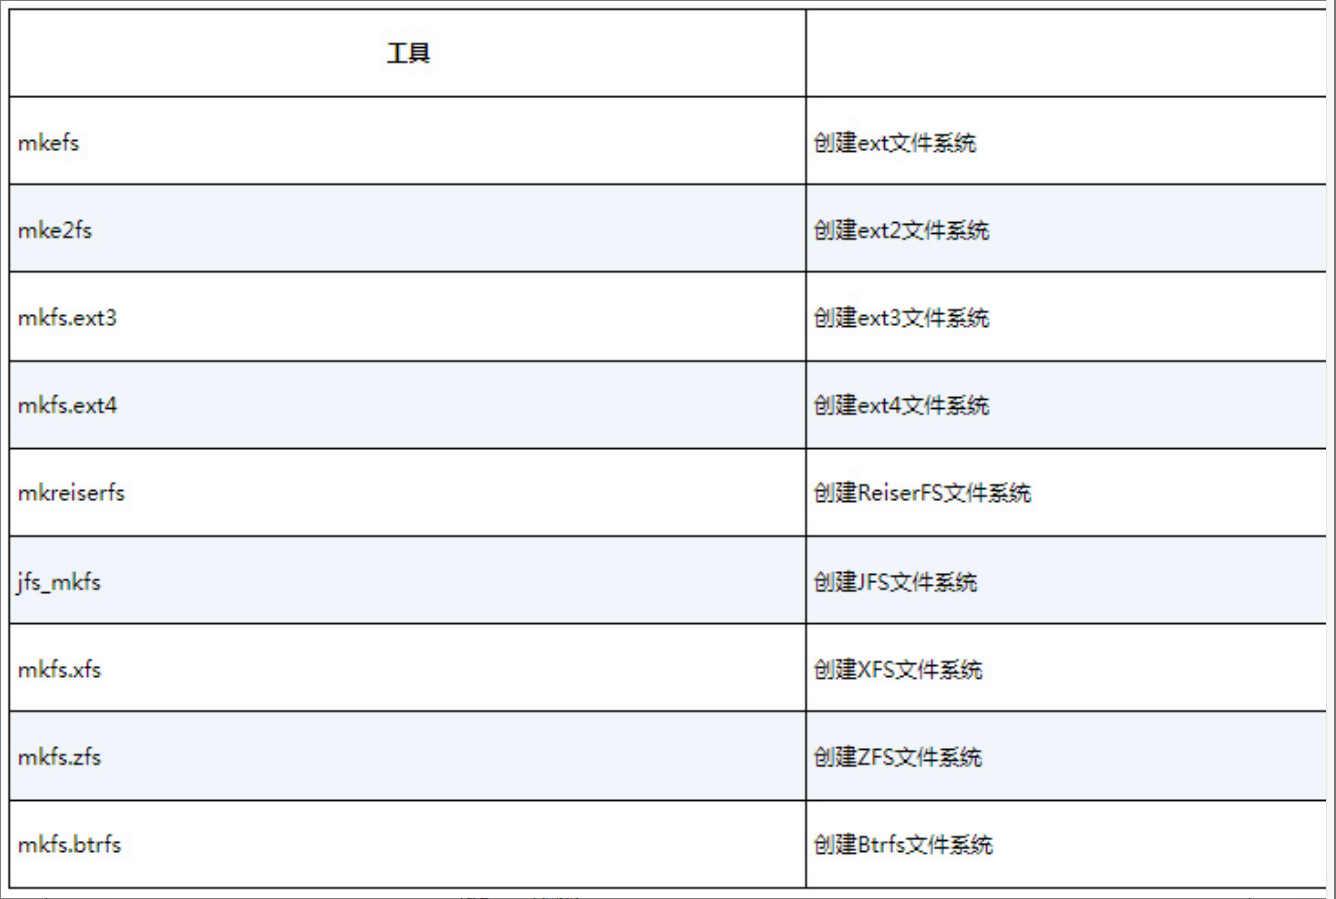 工具
mkefs
创建ext文件系统
mke2fs
创建ext2文件系统
mkfs.ext3
创建ext3文件系统
mkfs.ext4
创建ext4文件系统
mkreiserfs
创建ReiserFS文件系统
jfs_mkfs
创建JFS文件系统
mkfs.xfs
创建XFS文件系统
mkfs.zfs
创建ZFS文件系统
mkfs.btrfs
创建Btrfs文件系统